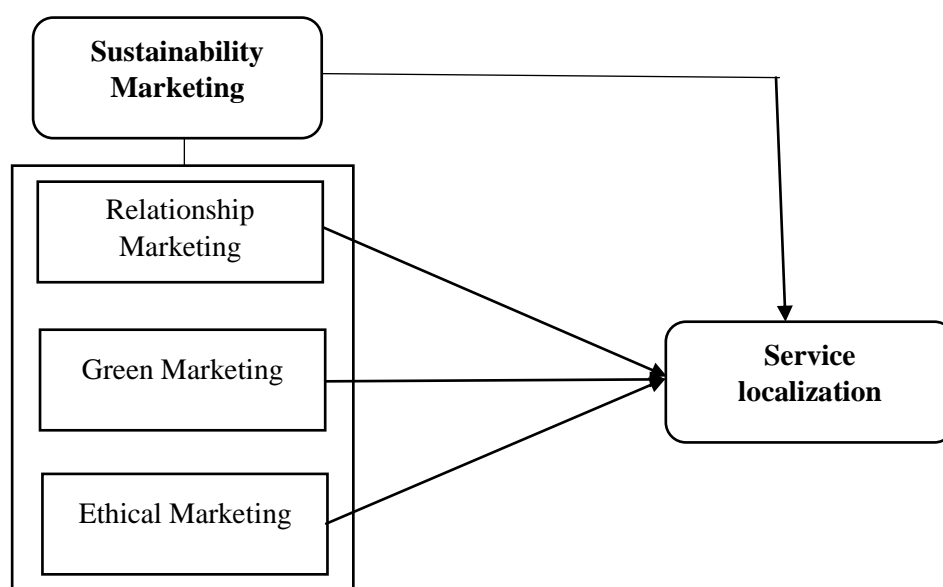 Sustainability
Marketing
Relationship
Marketing
Green Marketing
Ethical Marketing
Service
localization